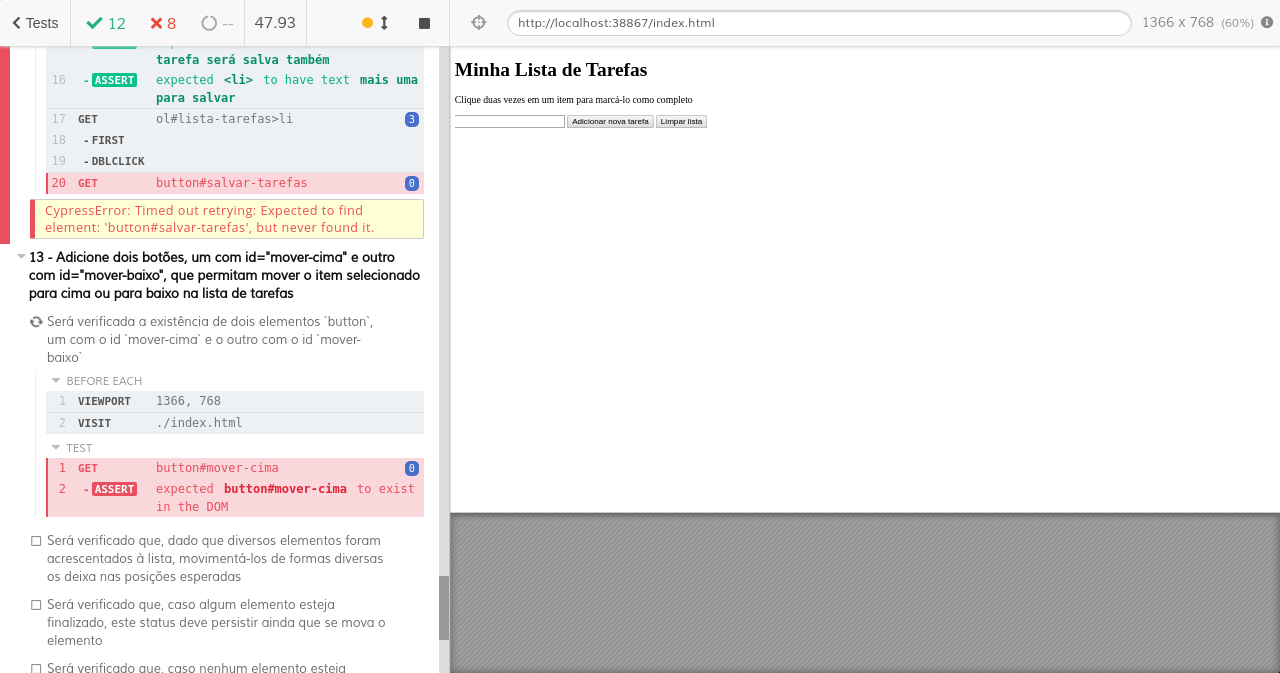 Tests
12
8
--
47.93
http://localhost:38867/index.html
1366 x 768 (60%)
tarefa será salva também
16 - ASSERT expected <li> to have text mais uma
para salvar
17 GET ol#lista-tarefas>li 3
18 - FIRST
19 - DBLCLICK
20 GET button#salvar-tarefas 0
CypressError: Timed out retrying: Expected to find
element: 'button#salvar-tarefas', but never found it.
13 - Adicione dois botões, um com id="mover-cima" e outro
com id="mover-baixo", que permitam mover o item selecionado
para cima ou para baixo na lista de tarefas
Será verificada a existência de dois elementos `button`,
um com o id `mover-cima` e o outro com o id `mover-
baixo`
BEFORE EACH
1 VIEWPORT 1366, 768
2 VISIT ./index.html
TEST
1 GET button#mover-cima 0
2 - ASSERT expected button#mover-cima to exist
in the DOM
Será verificado que, dado que diversos elementos foram
acrescentados à lista, movimentá-los de formas diversas
os deixa nas posições esperadas
Será verificado que, caso algum elemento esteja
finalizado, este status deve persistir ainda que se mova o
elemento
Será verificado que, caso nenhum elemento esteja
Minha Lista de Tarefas
Clique duas vezes em um item para marcá-lo como completo
Adicionar nova tarefa Limpar lista